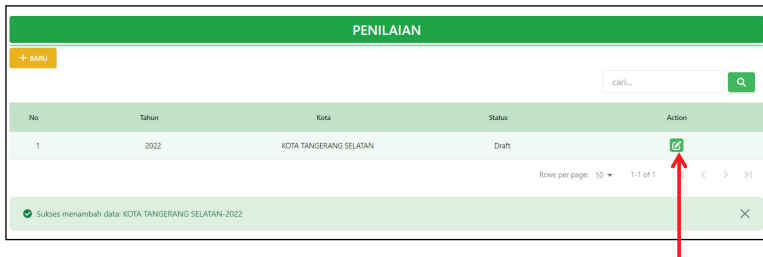 PENILAIAN
+ BARU
cari...
No Tahun Kota Status Action
1 2022 KOTA TANGERANG SELATAN Draft
Rows per page: 10 1-1 of 1
Sukses menambah data: KOTA TANGERANG SELATAN-2022